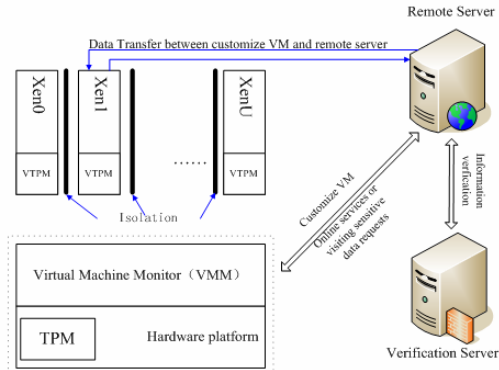 Remote Server
Data Transfer between customize VM and remote server
Xen0
Xen1
XenU
VTPM
VTPM
......
VTPM
Isolation
Customize VM
Online services or
visiting sensitive
data requests
Information
verfication
Virtual Machine Monitor（VMM）
TPM
Hardware platform
Verification Server